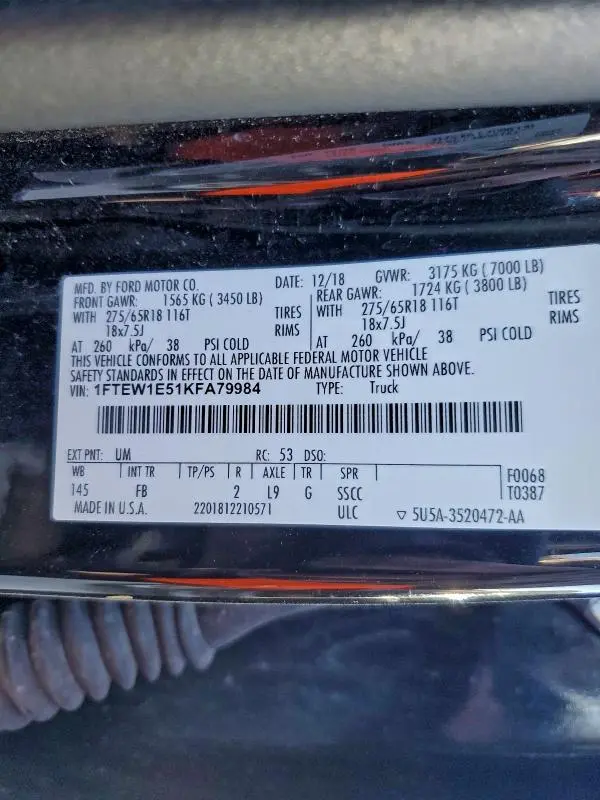 MFD. BY FORD MOTOR CO. DATE: 12/18 GVWR: 3175 KG ( 7000 LB)
FRONT GAWR: 1565 KG ( 3450 LB) REAR GAWR: 1724 KG ( 3800 LB)
WITH 275/65R18 116T TIRES WITH 275/65R18 116T TIRES
18x7.5J RIMS 18x7.5J RIMS
AT 260 kPa/ 38 PSI COLD AT 260 kPa/ 38 PSI COLD
THIS VEHICLE CONFORMS TO ALL APPLICABLE FEDERAL MOTOR VEHICLE
SAFETY STANDARDS IN EFFECT ON THE DATE OF MANUFACTURE SHOWN ABOVE.
VIN: 1FTEW1E51KFA79984 TYPE: Truck
EXT PNT: UM RC: 53 DSO:
WB INT TR TP/PS R AXLE TR SPR F0068
145 FB 2 L9 G SSCC T0387
MADE IN U.S.A. 2201812210571 ULC ▽ 5U5A-3520472-AA